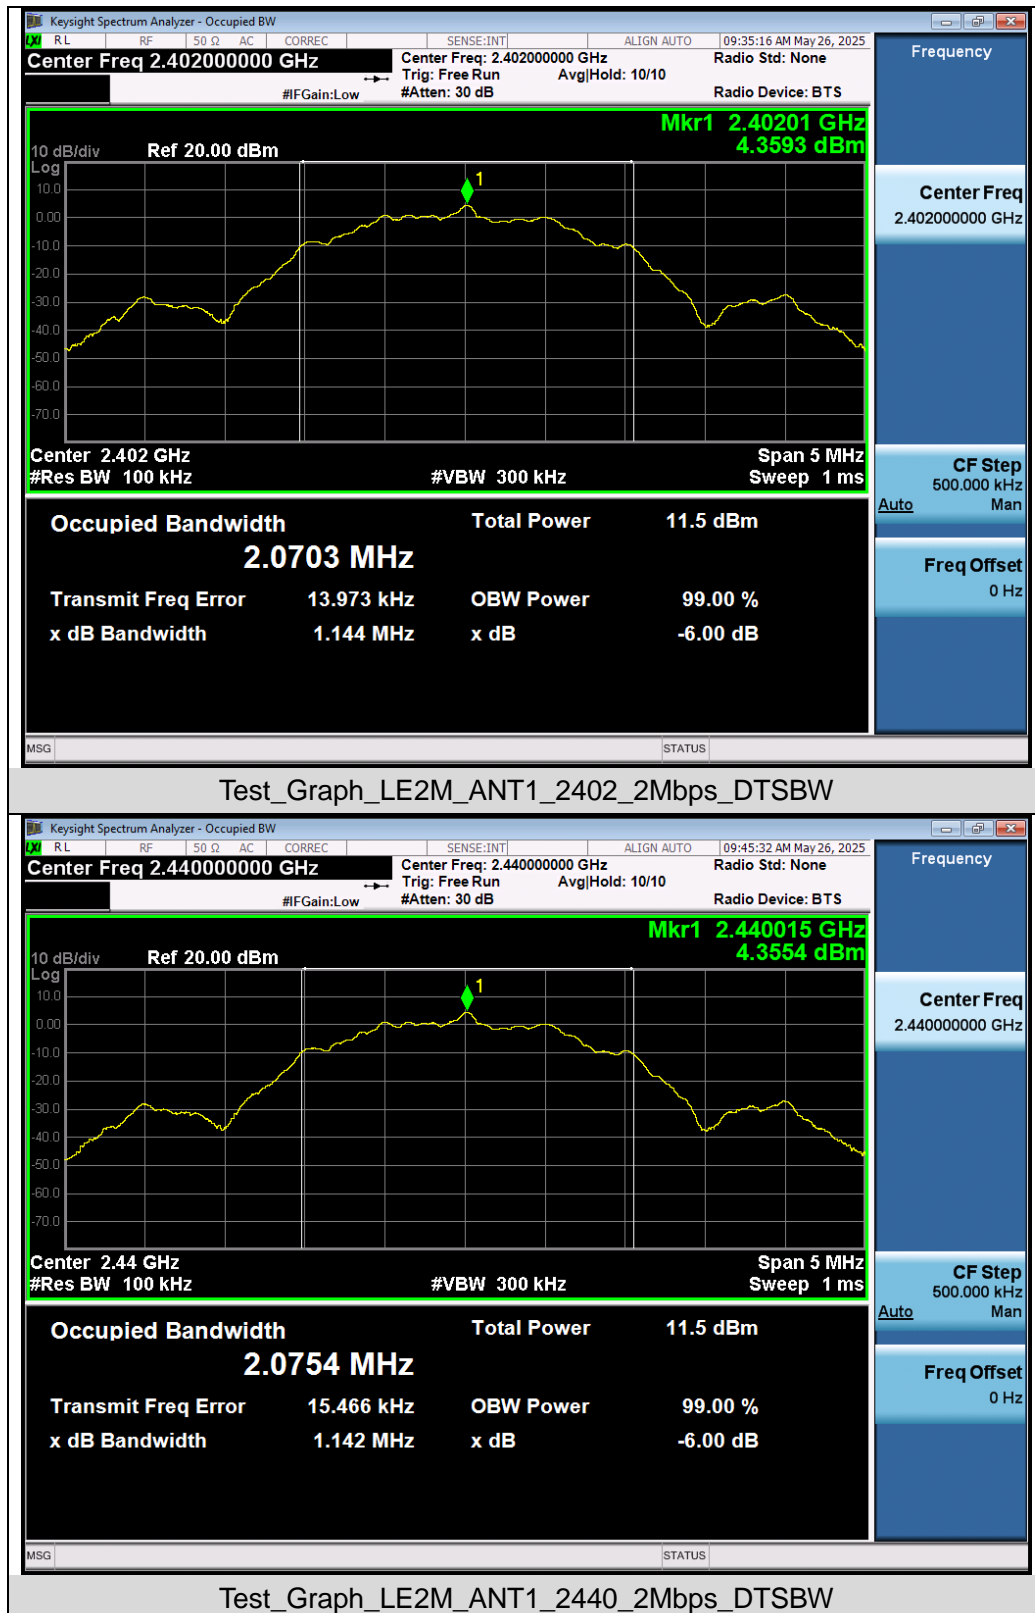 Keysight Spectrum Analyzer - Occupied BW
LXI RL RF 50 Ω AC CORREC SENSE:INT ALIGN AUTO 09:35:16 AM May 26, 2025
Center Freq 2.402000000 GHz
Center Freq: 2.402000000 GHz
Radio Std: None
Trig: Free Run Avg|Hold: 10/10
#IFGain:Low
#Atten: 30 dB
Radio Device: BTS
Mkr1 2.40201 GHz
4.3593 dBm
10 dB/div Ref 20.00 dBm
Log
10.0
0.00
-10.0
-20.0
-30.0
-40.0
-50.0
-60.0
-70.0
1
Center 2.402 GHz
Span 5 MHz
#Res BW 100 kHz
#VBW 300 kHz
Sweep 1 ms
Occupied Bandwidth
Total Power 11.5 dBm
2.0703 MHz
Transmit Freq Error 13.973 kHz
OBW Power 99.00 %
x dB Bandwidth 1.144 MHz
x dB -6.00 dB
MSG
STATUS
Frequency
Center Freq
2.402000000 GHz
CF Step
500.000 kHz
Auto Man
Freq Offset
0 Hz
Test_Graph_LE2M_ANT1_2402_2Mbps_DTSBW
Keysight Spectrum Analyzer - Occupied BW
LXI RL RF 50 Ω AC CORREC SENSE:INT ALIGN AUTO 09:45:32 AM May 26, 2025
Center Freq 2.440000000 GHz
Center Freq: 2.440000000 GHz
Radio Std: None
Trig: Free Run Avg|Hold: 10/10
#IFGain:Low
#Atten: 30 dB
Radio Device: BTS
Mkr1 2.440015 GHz
4.3554 dBm
10 dB/div Ref 20.00 dBm
Log
10.0
0.00
-10.0
-20.0
-30.0
-40.0
-50.0
-60.0
-70.0
1
Center 2.44 GHz
Span 5 MHz
#Res BW 100 kHz
#VBW 300 kHz
Sweep 1 ms
Occupied Bandwidth
Total Power 11.5 dBm
2.0754 MHz
Transmit Freq Error 15.466 kHz
OBW Power 99.00 %
x dB Bandwidth 1.142 MHz
x dB -6.00 dB
MSG
STATUS
Frequency
Center Freq
2.440000000 GHz
CF Step
500.000 kHz
Auto Man
Freq Offset
0 Hz
Test_Graph_LE2M_ANT1_2440_2Mbps_DTSBW